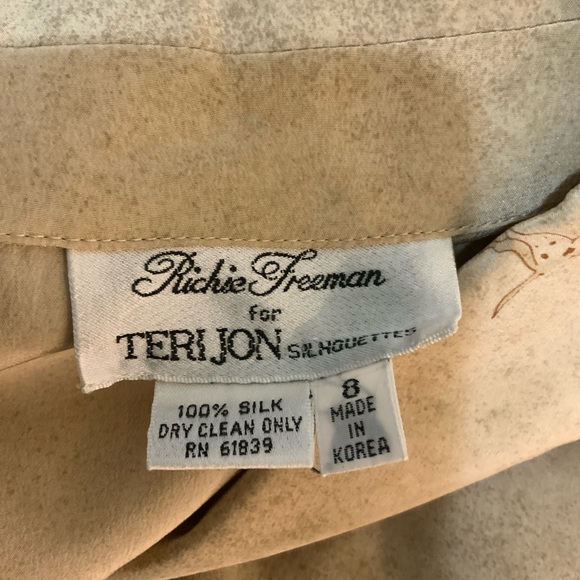 Richie Freeman
for
TERI JON SILHOUETTES
100% SILK
DRY CLEAN ONLY
RN 61839
8
MADE
IN
KOREA